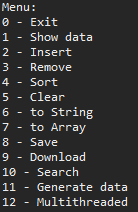 Menu:
0 - Exit
1 - Show data
2 - Insert
3 - Remove
4 - Sort
5 - Clear
6 - to String
7 - to Array
8 - Save
9 - Download
10 - Search
11 - Generate data
12 - Multithreaded